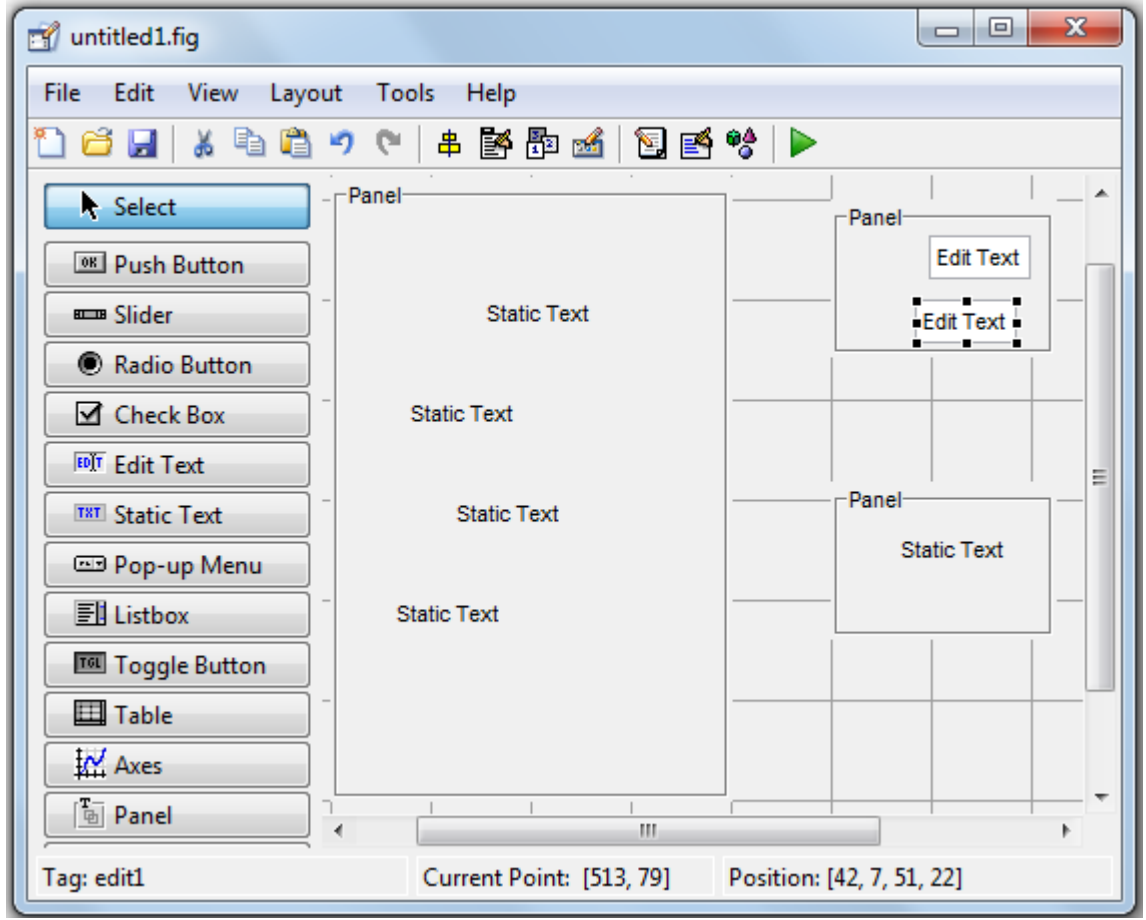 untitled1.fig
File Edit View Layout Tools Help
Select
Push Button
Slider
Radio Button
Check Box
Edit Text
Static Text
Pop-up Menu
Listbox
Toggle Button
Table
Axes
Panel
Panel
Static Text
Static Text
Static Text
Static Text
Panel
Edit Text
Edit Text
Panel
Static Text
Tag: edit1 Current Point: [513, 79] Position: [42, 7, 51, 22]